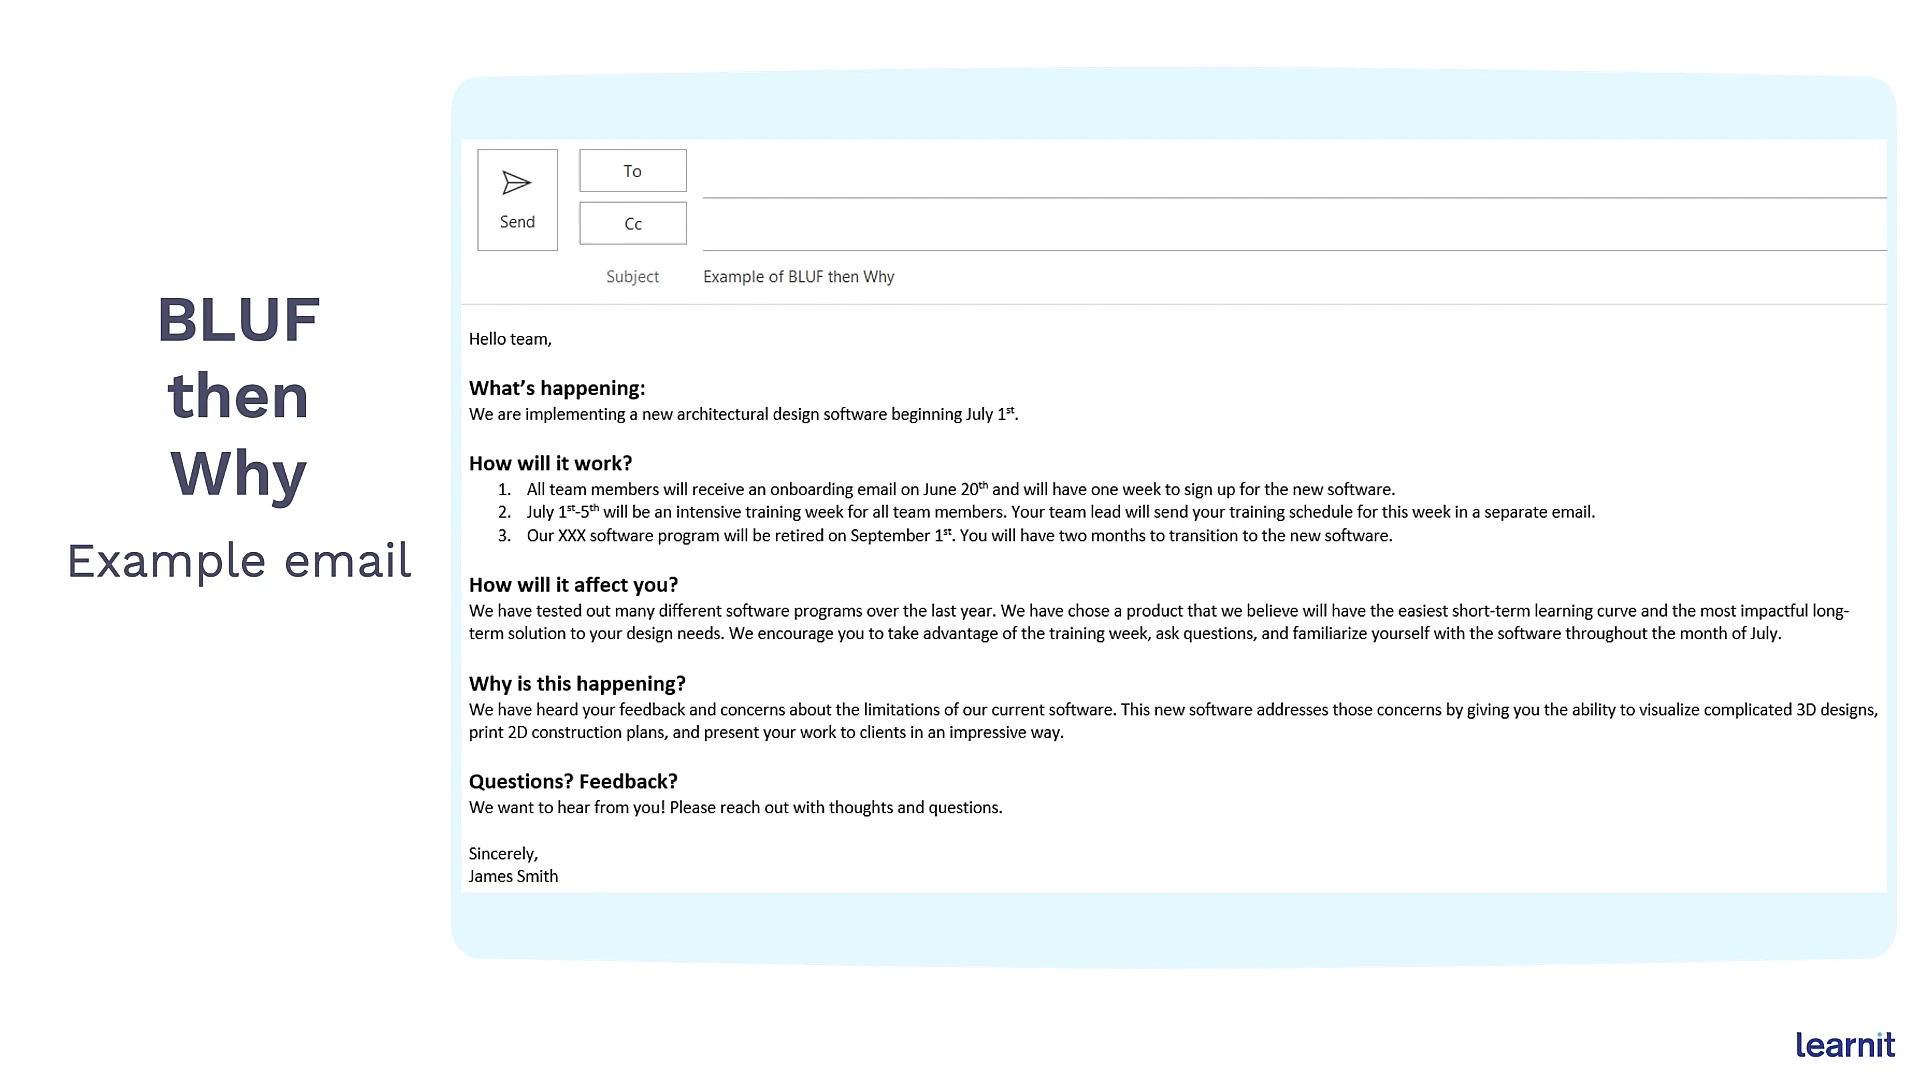 BLUF
then
Why
Example email
Send
To
Cc
Subject
Example of BLUF then Why
Hello team,
What’s happening:
We are implementing a new architectural design software beginning July 1st.
How will it work?
1. All team members will receive an onboarding email on June 20th and will have one week to sign up for the new software.
2. July 1st-5th will be an intensive training week for all team members. Your team lead will send your training schedule for this week in a separate email.
3. Our XXX software program will be retired on September 1st. You will have two months to transition to the new software.
How will it affect you?
We have tested out many different software programs over the last year. We have chose a product that we believe will have the easiest short-term learning curve and the most impactful long-
term solution to your design needs. We encourage you to take advantage of the training week, ask questions, and familiarize yourself with the software throughout the month of July.
Why is this happening?
We have heard your feedback and concerns about the limitations of our current software. This new software addresses those concerns by giving you the ability to visualize complicated 3D designs,
print 2D construction plans, and present your work to clients in an impressive way.
Questions? Feedback?
We want to hear from you! Please reach out with thoughts and questions.
Sincerely,
James Smith
learnit